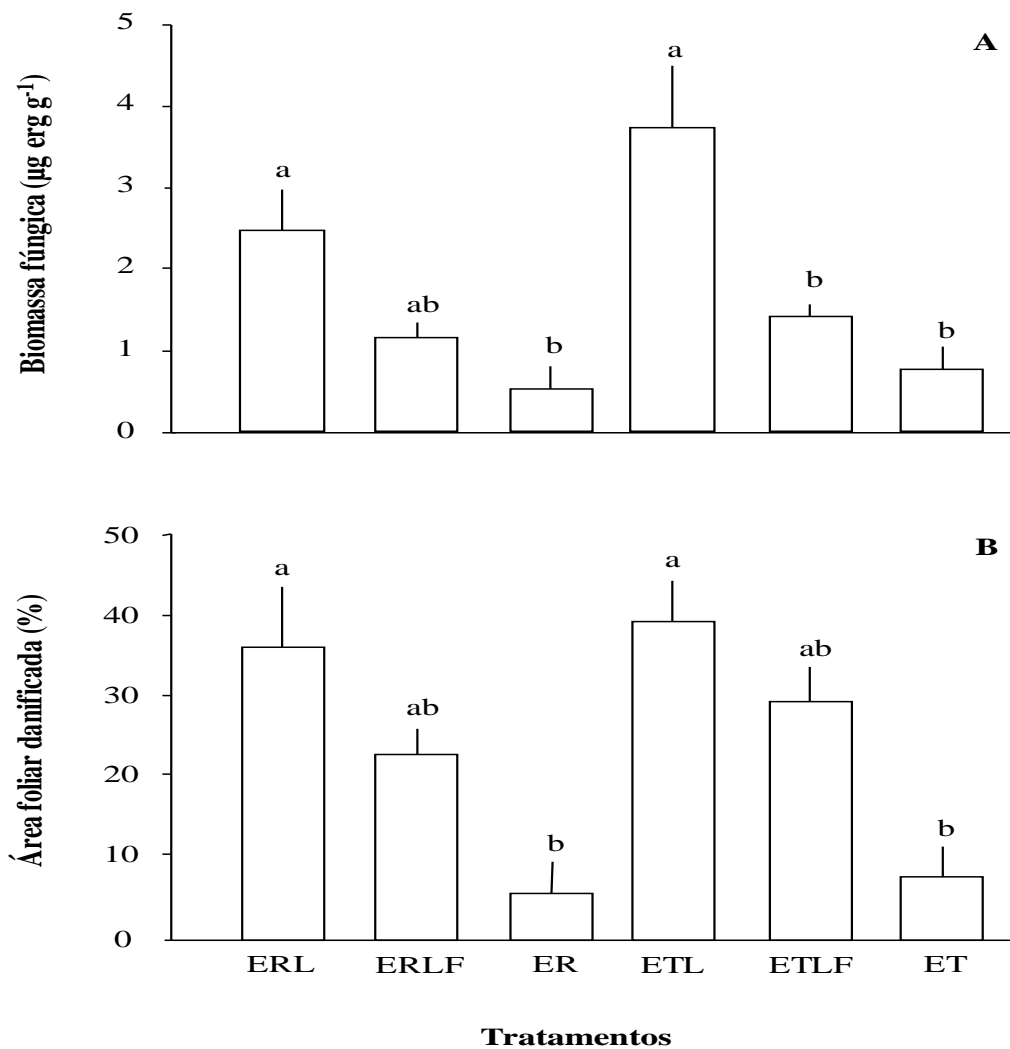 A
Biomassa fúngica (µg erg g⁻¹)
5
4
3
2
1
0
a
ab
b
a
b
b
B
Área foliar danificada (%)
50
40
30
20
10
0
a
ab
b
a
ab
b
ERL ERLF ER ETL ETLF ET
Tratamentos